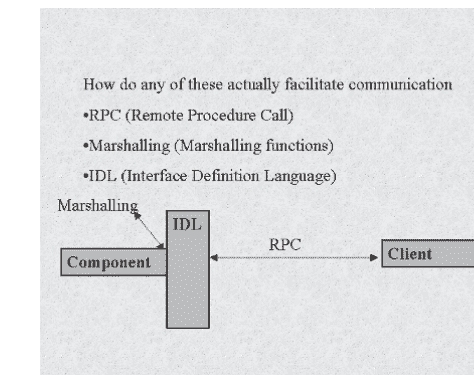 How do any of these actually facilitate communication
•RPC (Remote Procedure Call)
•Marshalling (Marshalling functions)
•IDL (Interface Definition Language)
Marshalling
IDL
RPC
Component
Client